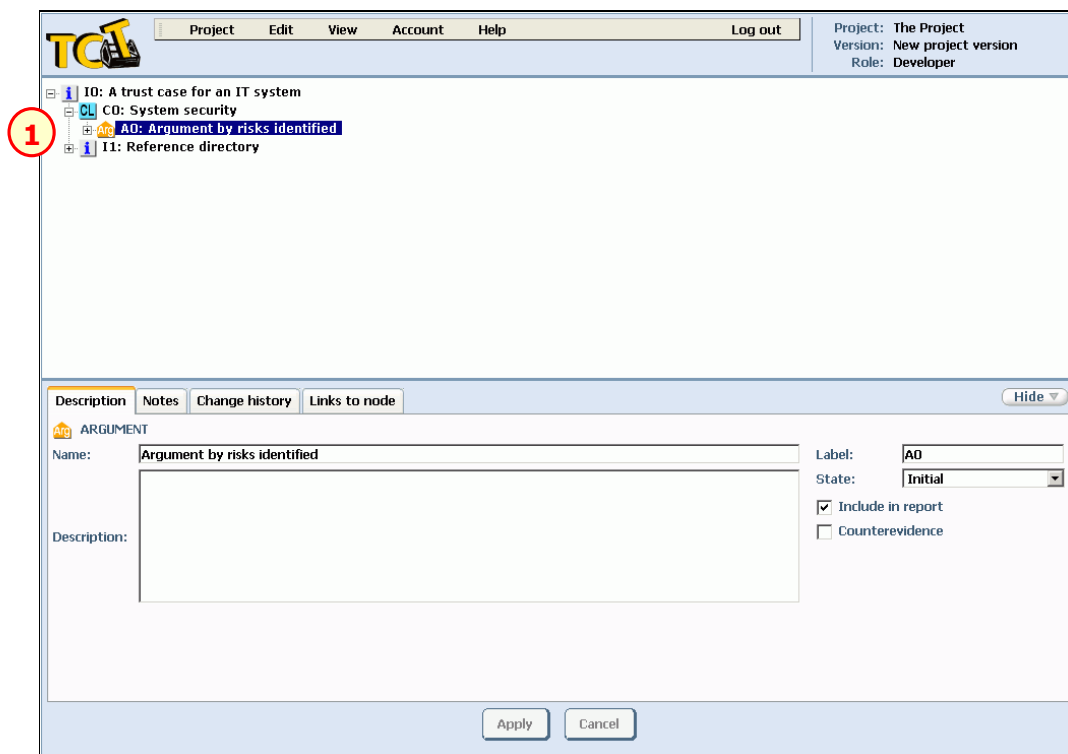 TCT
Project Edit View Account Help Log out
Project: The Project
Version: New project version
Role: Developer
i I0: A trust case for an IT system
CL C0: System security
1
Arg A0: Argument by risks identified
i I1: Reference directory
Description Notes Change history Links to node Hide
Arg ARGUMENT
Name: Argument by risks identified Label: A0
State: Initial
Include in report
Description: Counterevidence
Apply Cancel